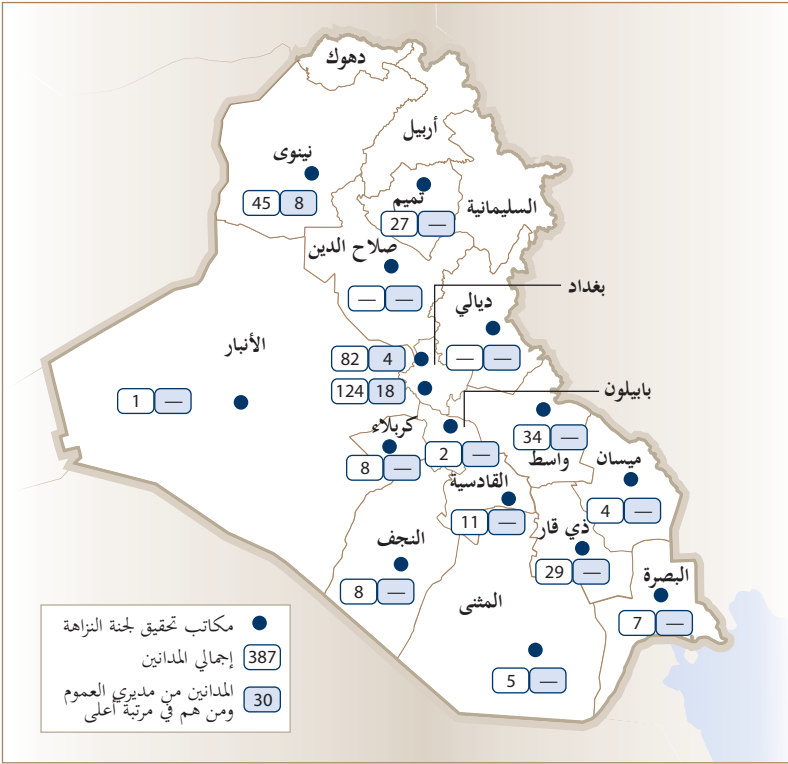 دهوك
أربيل
نينوى
45 8
تميم
27 —
السليمانية
صلاح الدين
— —
بغداد
ديالي
— —
الأنبار
82 4
124 18
1 —
بابيلون
كربلاء
8 —
2 —
34 —
واسط
ميسان
4 —
القادسية
11 —
ذي قار
29 —
النجف
8 —
البصرة
7 —
المثنى
5 —
مكاتب تحقيق لجنة النزاهة
387 إجمالي المدانين
30 المدانين من مديري العموم
ومن هم في مرتبة أعلى